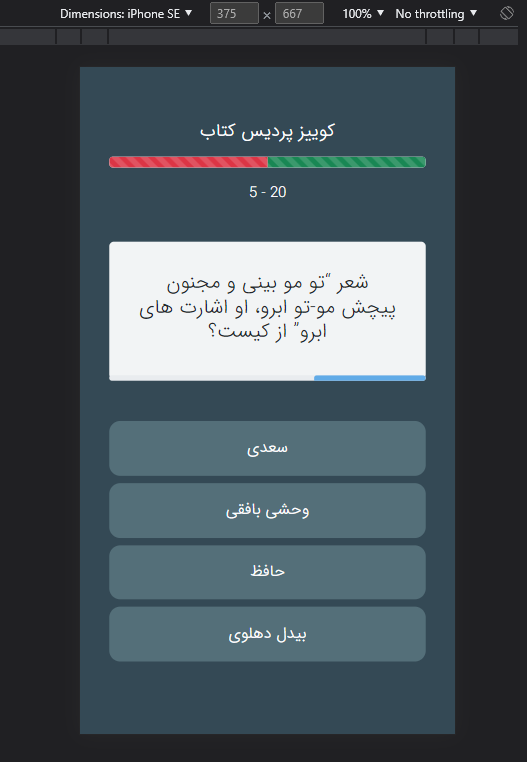 Dimensions: iPhone SE 375 × 667 100% No throttling
کوییز پردیس کتاب
5 - 20
شعر “تو مو بینی و مجنون
پیچش مو-تو ابرو، او اشارت های
ابرو” از کیست؟
سعدی
وحشی بافقی
حافظ
بیدل دهلوی